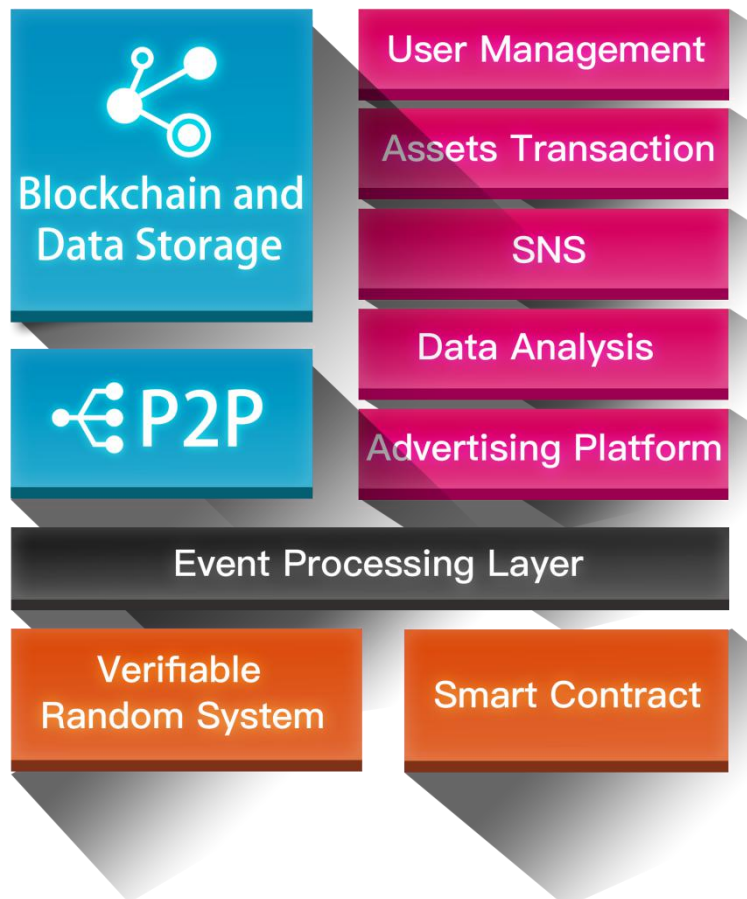 Blockchain and
Data Storage
P2P
User Management
Assets Transaction
SNS
Data Analysis
Advertising Platform
Event Processing Layer
Verifiable
Random System
Smart Contract